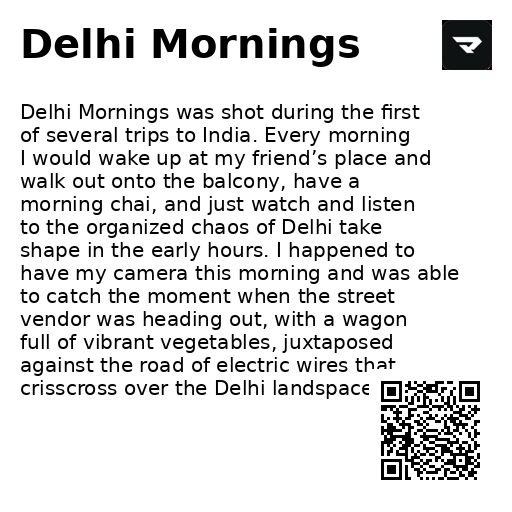 Delhi Mornings
Delhi Mornings was shot during the first
of several trips to India. Every morning
I would wake up at my friend’s place and
walk out onto the balcony, have a
morning chai, and just watch and listen
to the organized chaos of Delhi take
shape in the early hours. I happened to
have my camera this morning and was able
to catch the moment when the street
vendor was heading out, with a wagon
full of vibrant vegetables, juxtaposed
against the road of electric wires that
crisscross over the Delhi landscape